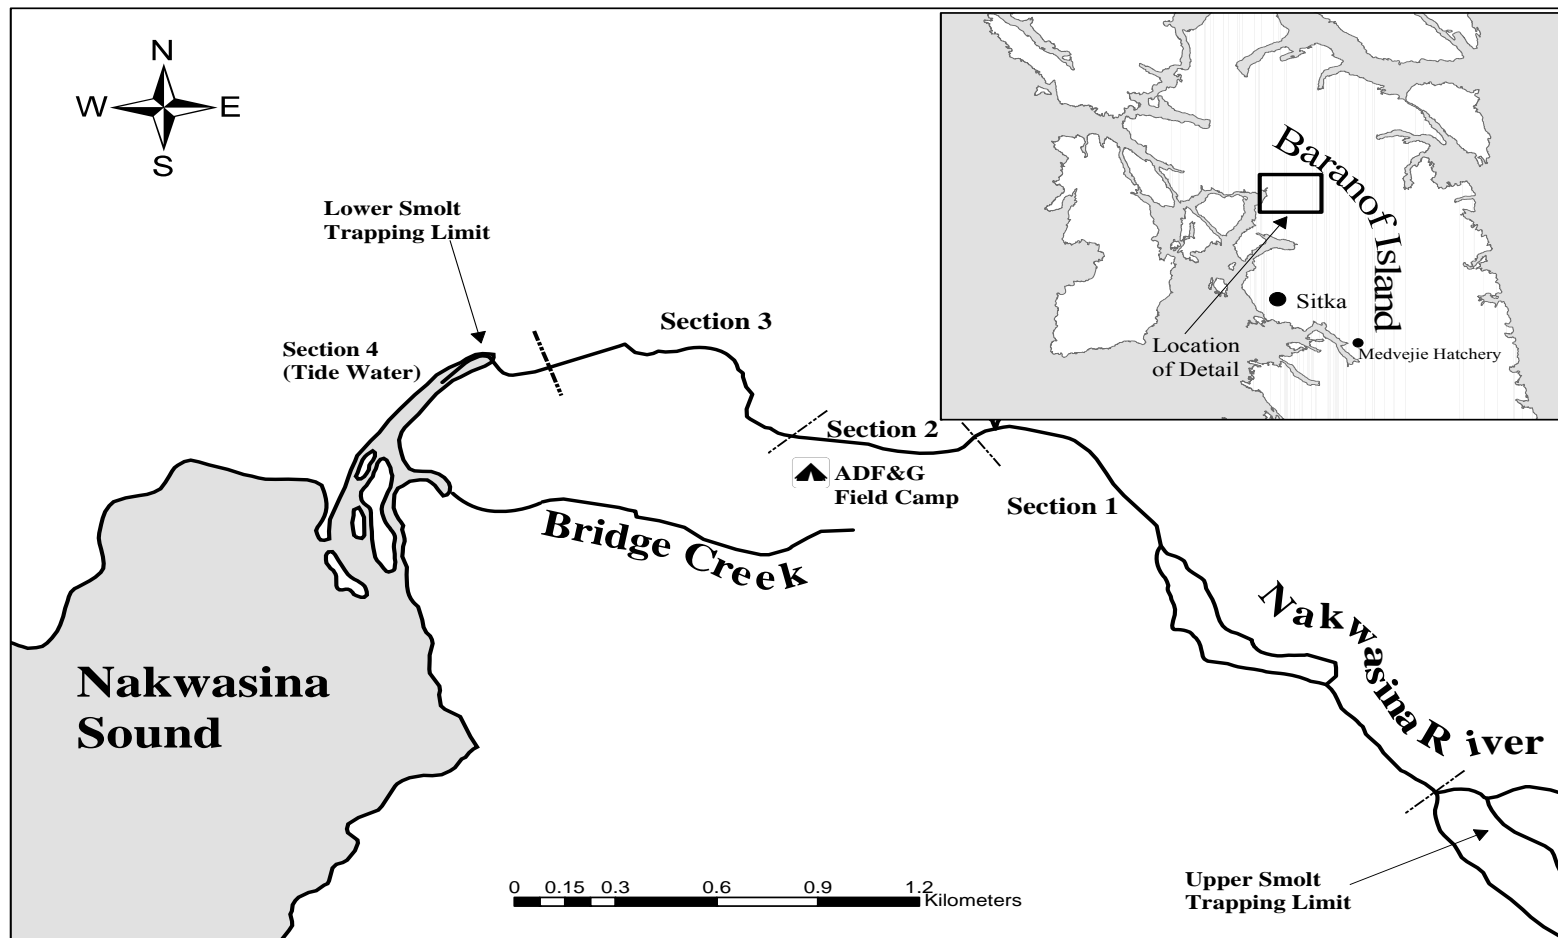 N
W E
S
Lower Smolt
Trapping Limit
Section 4
(Tide Water)
Section 3
Section 2
ADF&G
Field Camp
Section 1
Bridge Creek
Nakwasina River
Nakwasina
Sound
Upper Smolt
Trapping Limit
0 0.15 0.3 0.6 0.9 1.2
Kilometers
Baranof Island
Sitka
Medvejie Hatchery
Location
of Detail